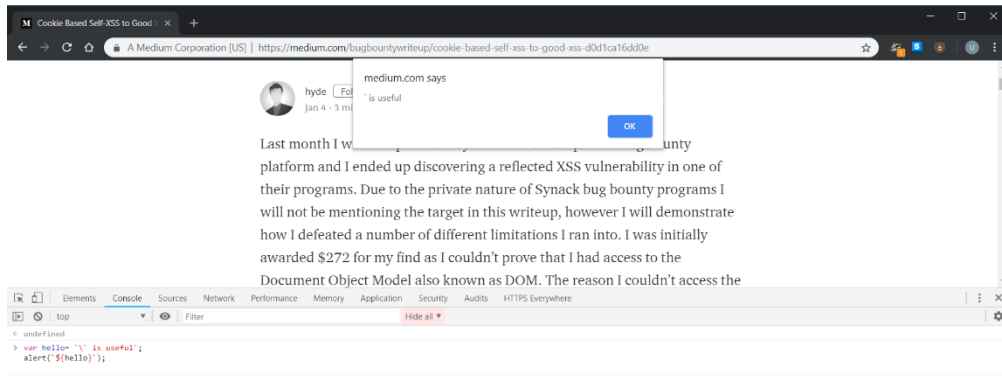 M Cookie Based Self-XSS to Good X
A Medium Corporation [US] | https://medium.com/bugbountywriteup/cookie-based-self-xss-to-good-xss-d0d1ca16dd0e
medium.com says
` is useful
OK
hyde Fol
Jan 4 · 3 mi
Last month I w unty
platform and I ended up discovering a reflected XSS vulnerability in one of
their programs. Due to the private nature of Synack bug bounty programs I
will not be mentioning the target in this writeup, however I will demonstrate
how I defeated a number of different limitations I ran into. I was initially
awarded $272 for my find as I couldn’t prove that I had access to the
Document Object Model also known as DOM. The reason I couldn’t access the
Elements Console Sources Network Performance Memory Application Security Audits HTTPS Everywhere
top Filter Hide all
undefined
> var hello= `\` is useful`;
alert(`${hello}`);